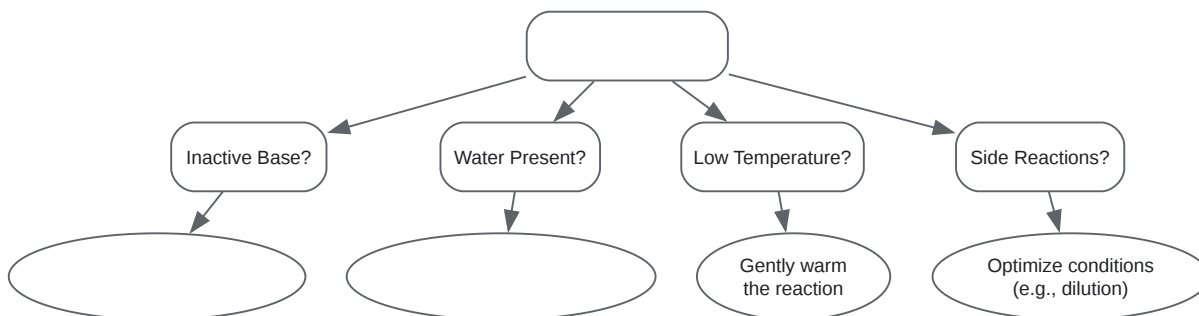 Inactive Base?
Water Present?
Low Temperature?
Side Reactions?
Gently warm
the reaction
Optimize conditions
(e.g., dilution)